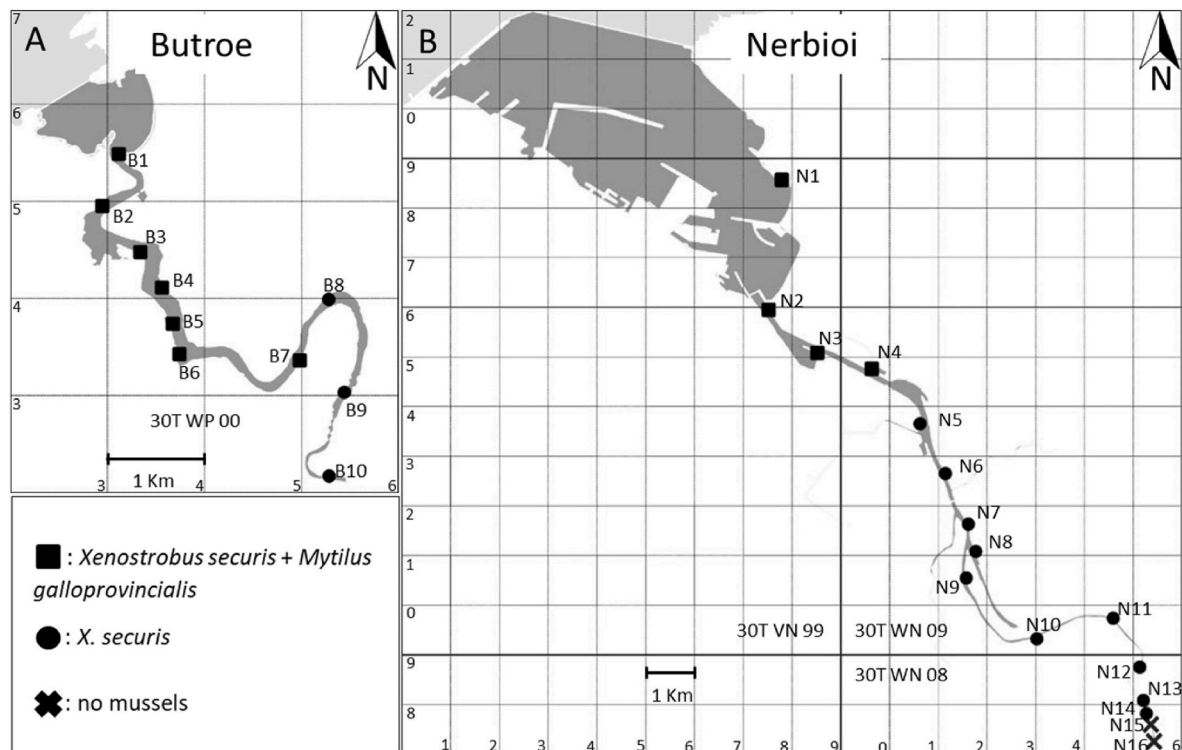 A
Butroe
N
7
6
5
4
3
B1
B2
B3
B4
B5
B6
B7
B8
B9
B10
30T WP 00
1 Km
3
4
5
6
■: Xenostrobus securis + Mytilus
galloprovincialis
●: X. securis
✖: no mussels
B
Nerbioi
N
2
1
0
9
8
7
6
5
4
3
2
1
0
9
8
N1
N2
N3
N4
N5
N6
N7
N8
N9
N10
N11
N12
N13
N14
N15
N16
30T VN 99
30T WN 09
30T WN 08
1 Km
1
2
3
4
5
6
7
8
9
0
1
2
3
4
5
6